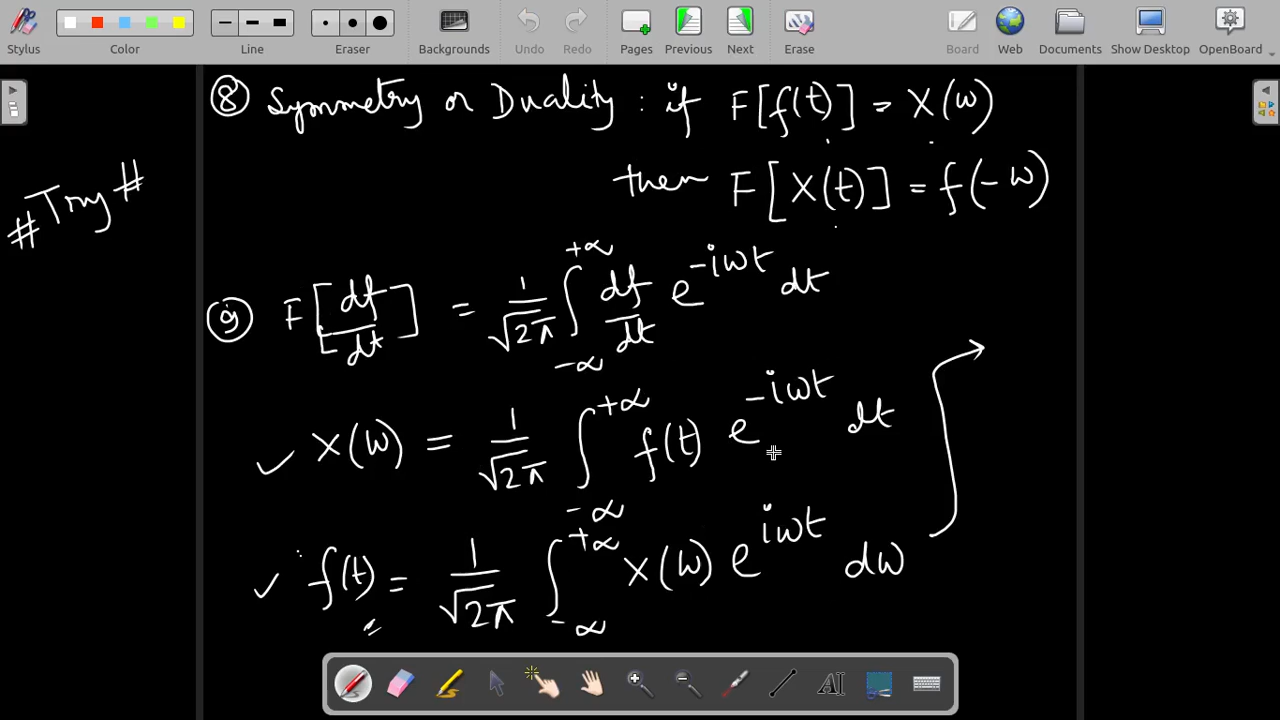 Stylus Color Line Eraser Backgrounds Undo Redo Pages Previous Next Erase Board Web Documents Show Desktop OpenBoard
⑧ Symmetry or Duality : if F[f(t)] = X(ω)
then F[X(t)] = f(-ω)
#Try#
⑨ F[df/dt] = 1/√2π ∫_{-∞}^{+∞} df/dt e^{-iωt} dt
✓ X(ω) = 1/√2π ∫_{-∞}^{+∞} f(t) e^{-iωt} dt
✓ f(t) = 1/√2π ∫_{-∞}^{+∞} X(ω) e^{iωt} dω